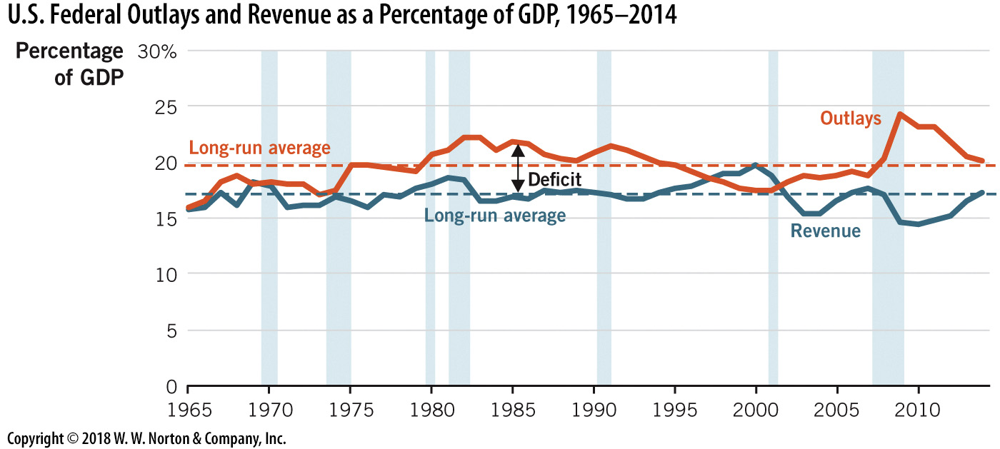 U.S. Federal Outlays and Revenue as a Percentage of GDP, 1965–2014
Percentage
of GDP
30%
25
20
15
10
5
0
Outlays
Long-run average
Deficit
Long-run average
Revenue
1965 1970 1975 1980 1985 1990 1995 2000 2005 2010
Copyright © 2018 W. W. Norton & Company, Inc.